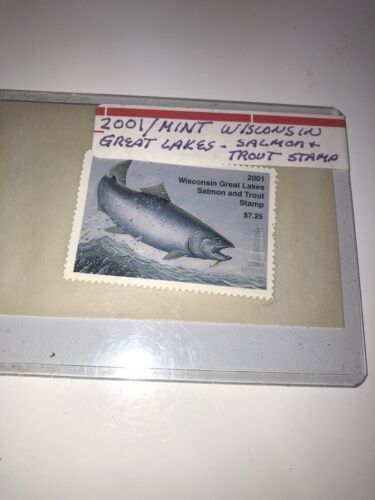 2001/MINT WISCONSIN
GREAT LAKES - SALMON &
TROUT STAMP
2001
Wisconsin Great Lakes
Salmon and Trout
Stamp
$7.25